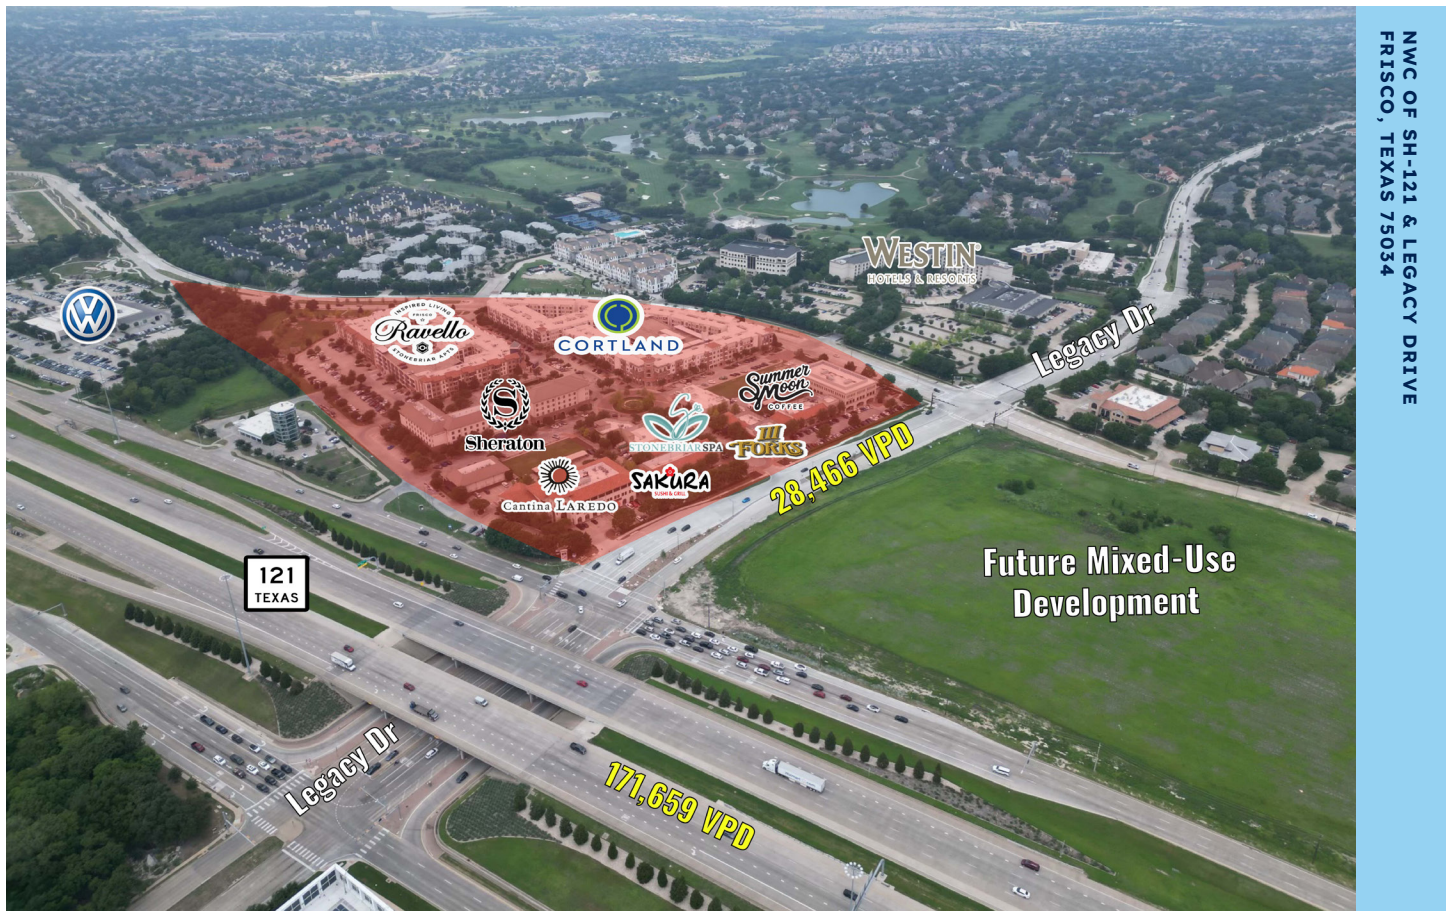 NWC OF SH-121 & LEGACY DRIVE
FRISCO, TEXAS 75034
WESTIN®
HOTELS & RESORTS
VW
INSPIRED LIVING
FRISCO
Ravello
STONEBRIAR APTS
CORTLAND
Legacy Dr
Summer
Moon
COFFEE
S
Sheraton
STONEBRIAR SPA
III
FORKS
28,466 VPD
SAKURA
SUSHI & GRILL
Cantina LAREDO
Future Mixed-Use
Development
121
TEXAS
Legacy Dr
171,659 VPD